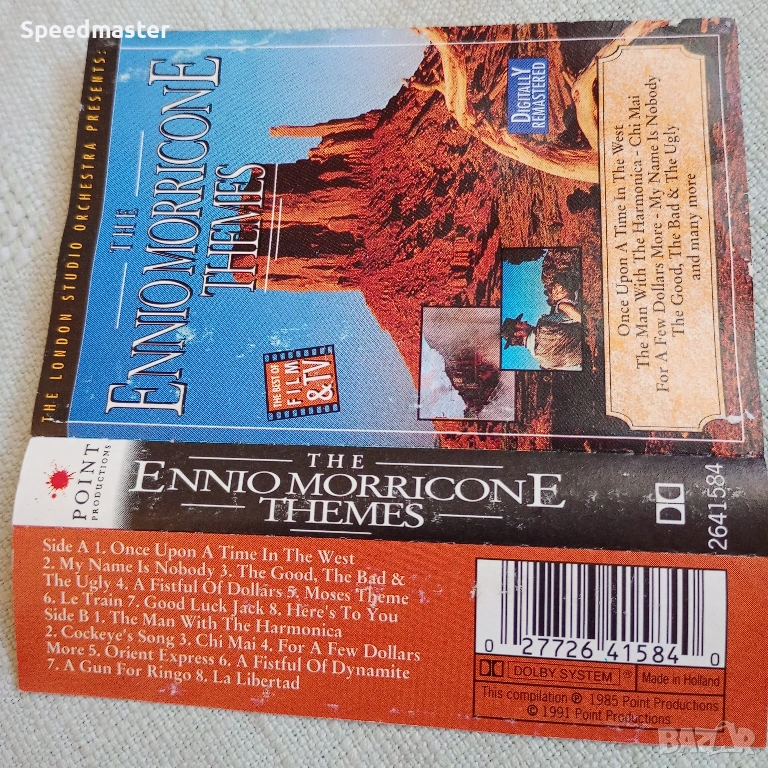 Speedmaster
THE LONDON STUDIO ORCHESTRA PRESENTS:
THE
ENNIO MORRICONE
THEMES
THE BEST OF
FILM
& TV
DIGITALLY
REMASTERED
Once Upon A Time In The West
The Man With The Harmonica - Chi Mai
For A Few Dollars More - My Name Is Nobody
The Good, The Bad & The Ugly
and many more
POINT
PRODUCTIONS
THE
ENNIO MORRICONE
THEMES
2641584
Side A 1. Once Upon A Time In The West
2. My Name Is Nobody 3. The Good, The Bad &
The Ugly 4. A Fistful Of Dollars 5. Moses Theme
6. Le Train 7. Good Luck Jack 8. Here's To You
Side B 1. The Man With The Harmonica
2. Cockeye's Song 3. Chi Mai 4. For A Few Dollars
More 5. Orient Express 6. A Fistful Of Dynamite
7. A Gun For Ringo 8. La Libertad
0 27726 41584 0
DOLBY SYSTEM ® Made in Holland
This compilation ℗ 1985 Point Productions
© 1991 Point Productions
BAZAR